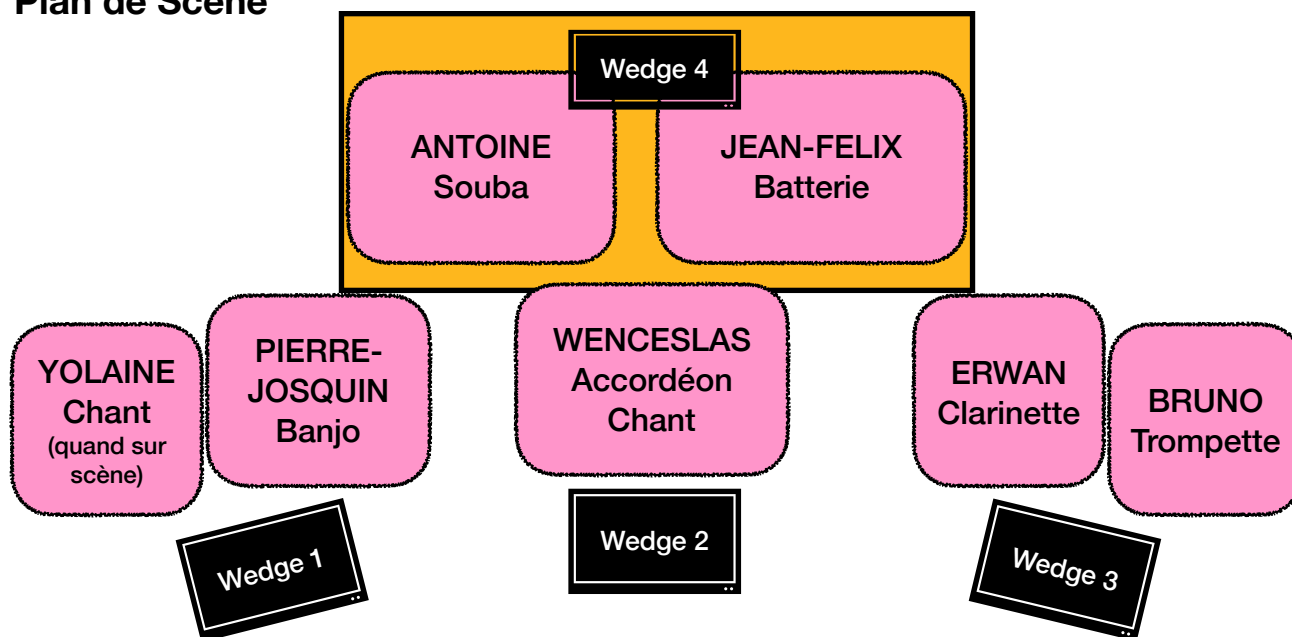 Plan de Scène
Wedge 4
ANTOINE
Souba
JEAN-FELIX
Batterie
YOLAINE
Chant
(quand sur
scène)
PIERRE-
JOSQUIN
Banjo
WENCESLAS
Accordéon
Chant
ERWAN
Clarinette
BRUNO
Trompette
Wedge 1
Wedge 2
Wedge 3